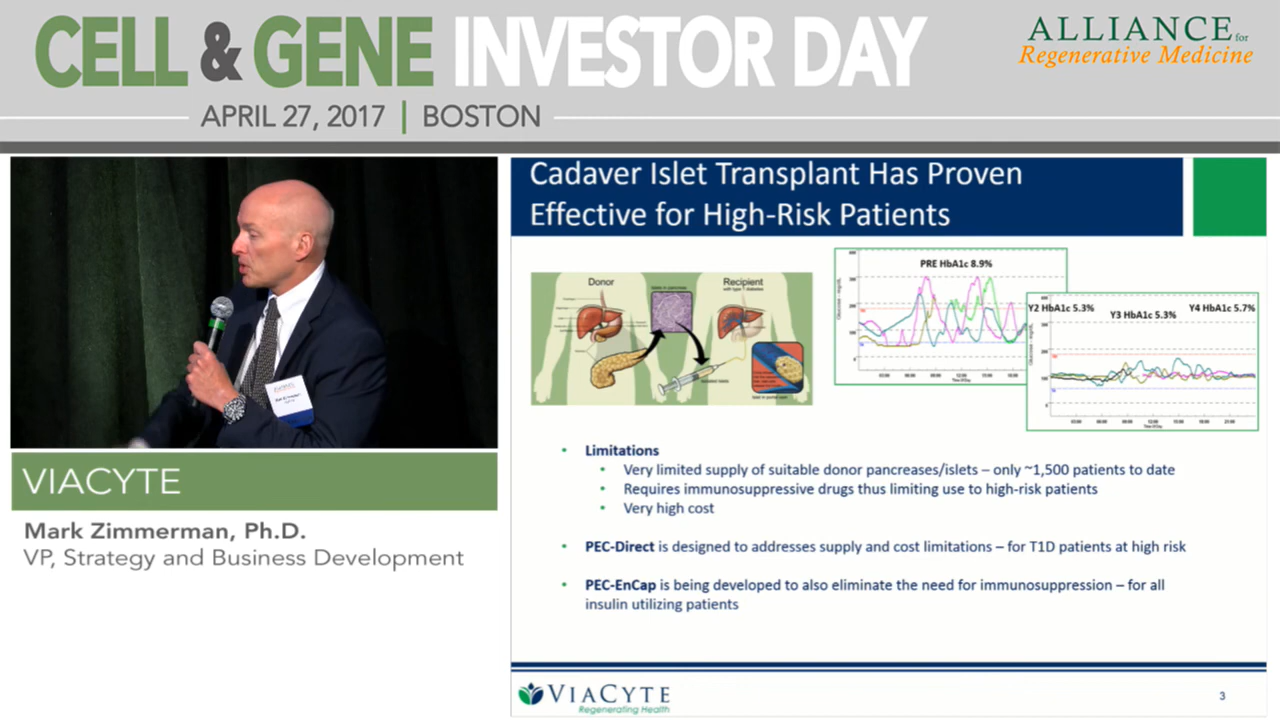 CELL & GENE INVESTOR DAY
APRIL 27, 2017 | BOSTON
ALLIANCE for
Regenerative Medicine
VIACYTE
Mark Zimmerman, Ph.D.
VP, Strategy and Business Development
Cadaver Islet Transplant Has Proven
Effective for High-Risk Patients
Donor
Recipient
with type 1 diabetes
PRE HbA1c 8.9%
Y2 HbA1c 5.3%
Y3 HbA1c 5.3%
Y4 HbA1c 5.7%
• Limitations
• Very limited supply of suitable donor pancreases/islets – only ~1,500 patients to date
• Requires immunosuppressive drugs thus limiting use to high-risk patients
• Very high cost
• PEC-Direct is designed to addresses supply and cost limitations – for T1D patients at high risk
• PEC-EnCap is being developed to also eliminate the need for immunosuppression – for all
insulin utilizing patients
VIACYTE
Regenerating Health
3